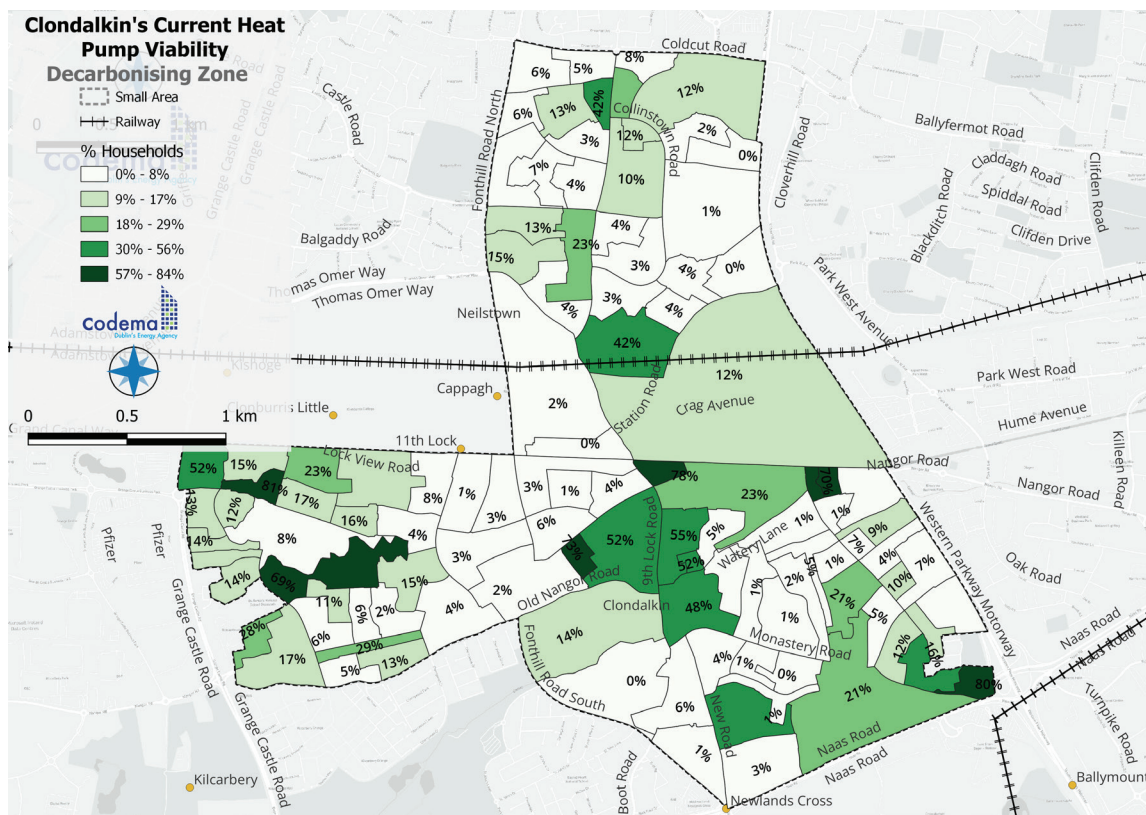 Clondalkin's Current Heat
Pump Viability
Decarbonising Zone
Small Area
Railway
% Households
0% - 8%
9% - 17%
18% - 29%
30% - 56%
57% - 84%
codema
Dublin's Energy Agency
0 0.5 1 km
Coldcut Road
Castle Road
Fonthill Road North
Collinstown Road
Cloverhill Road
Ballyfermot Road
Claddagh Road
Spiddal Road
Clifden Road
Clifden Drive
Blackditch Road
Balgaddy Road
Thomas Omer Way
Thomas Omer Way
Neilstown
Park West Avenue
Kishoge
Cappagh
Station Road
Crag Avenue
Park West Road
Hume Avenue
Killeen Road
Grand Canal Way
11th Lock
Lock View Road
Nangor Road
Nangor Road
Western Parkway Motorway
Oak Road
Pfizer
Pfizer
Grange Castle Road
Grange Castle Road
Old Nangor Road
9th Lock Road
Watery Lane
Clondalkin
Monastery Road
Fonthill Road South
New Road
Naas Road
Naas Road
Naas Road
Naas Road
Turnpike Road
Boot Road
Kilcarbery
Newlands Cross
Ballymount
6%
5%
8%
12%
6%
13%
42%
12%
2%
0%
3%
7%
4%
10%
1%
13%
23%
4%
15%
3%
4%
0%
4%
3%
4%
42%
12%
2%
0%
52%
15%
23%
81%
17%
13%
12%
16%
14%
8%
14%
69%
11%
28%
17%
6%
6%
2%
29%
5%
13%
15%
4%
8%
1%
3%
3%
1%
4%
6%
3%
2%
4%
73%
52%
78%
23%
70%
55%
52%
5%
48%
1%
1%
9%
7%
4%
7%
1%
5%
2%
1%
1%
10%
21%
5%
12%
16%
80%
21%
14%
0%
4%
1%
0%
6%
1%
1%
3%